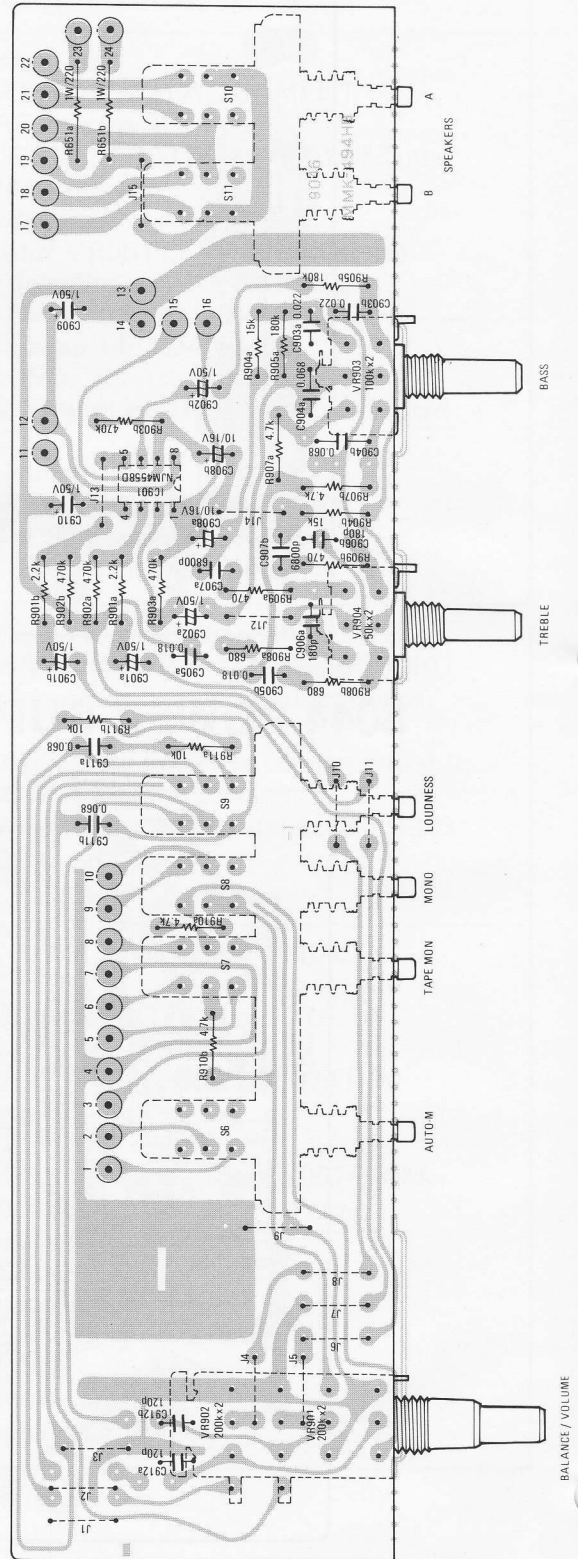 22
21
20
19
18
17
23
24
1W/220
R651a
1W/220
R651b
J15
S10
S11
A
B
SPEAKERS
9056
13
14
15
16
1/50V
C909
R905b
180k
0.022
C903b
15k
R904a
180k
R905a
0.022
C903a
0.068
C904a
VR903
100k×2
BASS
12
11
1/50V
C902b
R903b
470k
10/16V
C908b
4.7k
R907a
0.068
C904b
1/50V
C910
J13
5
8
4
1
IC901
NJM4558D
10/16V
C908a
J14
R907b
4.7k
R904b
15k
180p
C906b
C907b
6800p
R909b
470
2.2k
R901b
470k
R902b
470k
R902a
2.2k
R901a
470k
R903a
6800p
C907a
R909a
470
J12
VR904
50k×2
TREBLE
1/50V
C901b
1/50V
C901a
1/50V
C902a
0.018
C905a
R908a
680
C906a
180p
0.018
C905b
R908b
680
R911b
10k
0.068
C911a
R911a
10k
0.068
C911b
S9
J10
J11
LOUDNESS
10
9
8
7
6
5
4
3
2
1
S8
MONO
R910a
4.7k
S7
TAPE MON
4.7k
R910b
S6
AUTO-M
J9
J8
J7
J6
J4
J5
120p
C912b
VR902
200k×2
VR901
200k×2
120p
C912a
J3
J2
J1
BALANCE / VOLUME